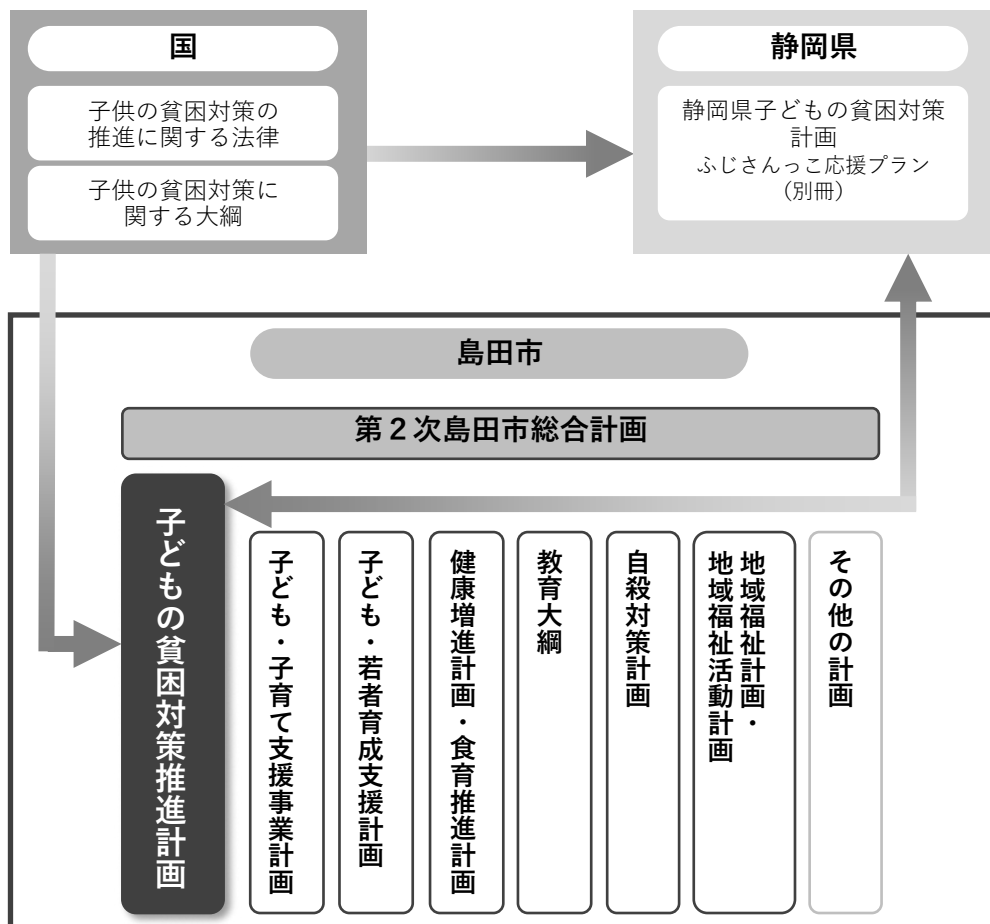 国
子供の貧困対策の
推進に関する法律
子供の貧困対策に
関する大綱
静岡県
静岡県子どもの貧困対策
計画
ふじさんっこ応援プラン
(別冊)
島田市
第２次島田市総合計画
子どもの貧困対策推進計画
子ども・子育て支援事業計画
子ども・若者育成支援計画
健康増進計画・食育推進計画
教育大綱
自殺対策計画
地域福祉計画・
地域福祉活動計画
その他の計画